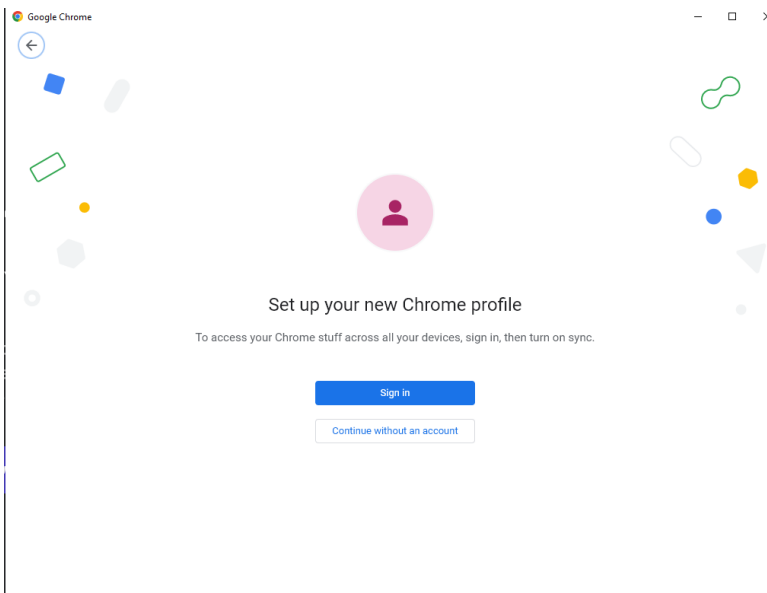 Google Chrome
Set up your new Chrome profile
To access your Chrome stuff across all your devices, sign in, then turn on sync.
Sign in
Continue without an account